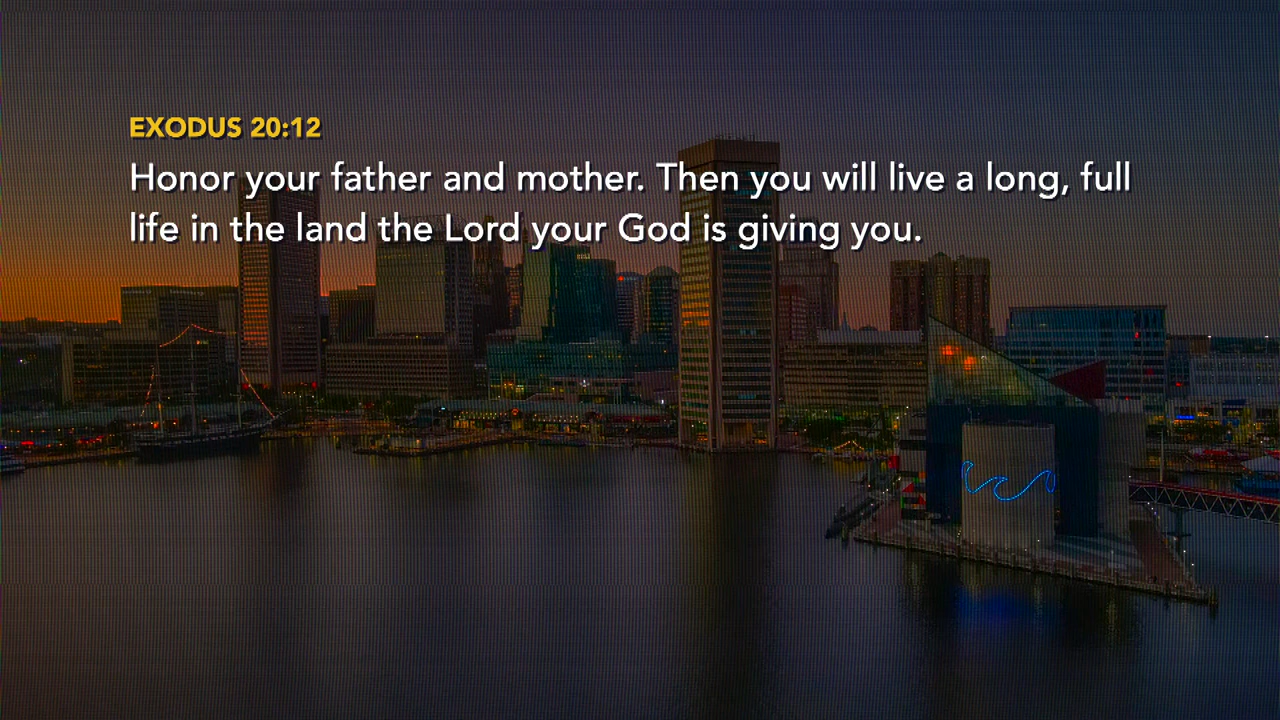 EXODUS 20:12
Honor your father and mother. Then you will live a long, full
life in the land the Lord your God is giving you.